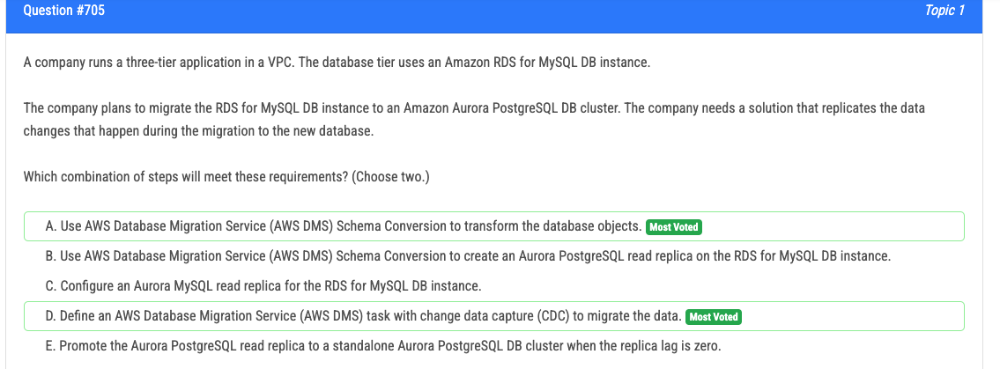 Question #705
Topic 1
A company runs a three-tier application in a VPC. The database tier uses an Amazon RDS for MySQL DB instance.
The company plans to migrate the RDS for MySQL DB instance to an Amazon Aurora PostgreSQL DB cluster. The company needs a solution that replicates the data
changes that happen during the migration to the new database.
Which combination of steps will meet these requirements? (Choose two.)
A. Use AWS Database Migration Service (AWS DMS) Schema Conversion to transform the database objects. Most Voted
B. Use AWS Database Migration Service (AWS DMS) Schema Conversion to create an Aurora PostgreSQL read replica on the RDS for MySQL DB instance.
C. Configure an Aurora MySQL read replica for the RDS for MySQL DB instance.
D. Define an AWS Database Migration Service (AWS DMS) task with change data capture (CDC) to migrate the data. Most Voted
E. Promote the Aurora PostgreSQL read replica to a standalone Aurora PostgreSQL DB cluster when the replica lag is zero.